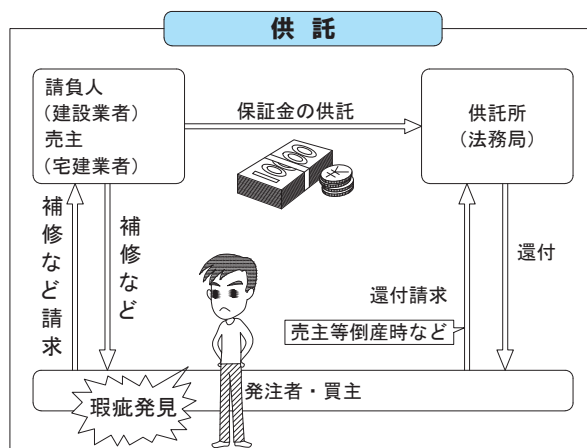 供託
請負人
（建設業者）
売主
（宅建業者）
保証金の供託
供託所
（法務局）
補修など請求
補修など
還付
還付請求
売主等倒産時など
発注者・買主
瑕疵発見